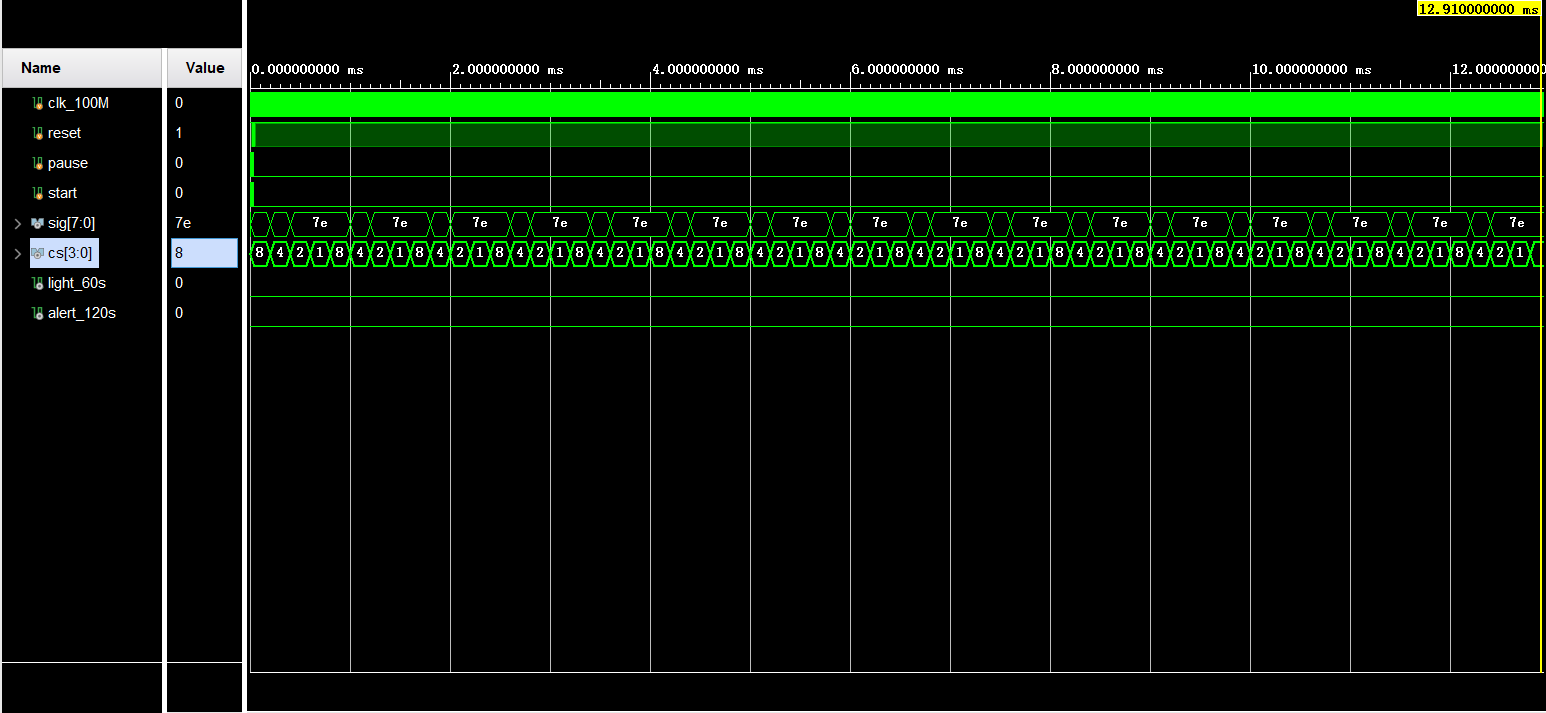 12.910000000 ms
Name Value 0.000000000 ms 2.000000000 ms 4.000000000 ms 6.000000000 ms 8.000000000 ms 10.000000000 ms 12.000000000
clk_100M 0
reset 1
pause 0
start 0
sig[7:0] 7e 7e 7e 7e 7e 7e 7e 7e 7e 7e 7e 7e 7e 7e 7e 7e 7e
cs[3:0] 8 8 4 2 1 8 4 2 1 8 4 2 1 8 4 2 1 8 4 2 1 8 4 2 1 8 4 2 1 8 4 2 1 8 4 2 1 8 4 2 1 8 4 2 1 8 4 2 1 8 4 2 1 8 4 2 1 8 4 2 1 8 4 2 1
light_60s 0
alert_120s 0